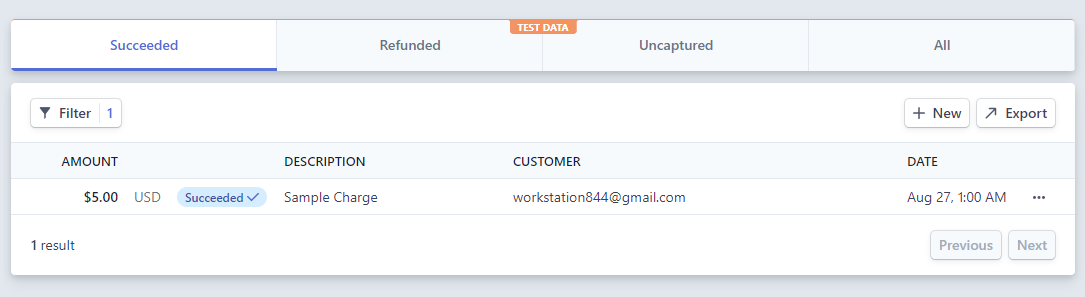 TEST DATA
Succeeded Refunded Uncaptured All
Filter 1 New Export
AMOUNT DESCRIPTION CUSTOMER DATE
$5.00 USD Succeeded Sample Charge workstation844@gmail.com Aug 27, 1:00 AM
1 result Previous Next